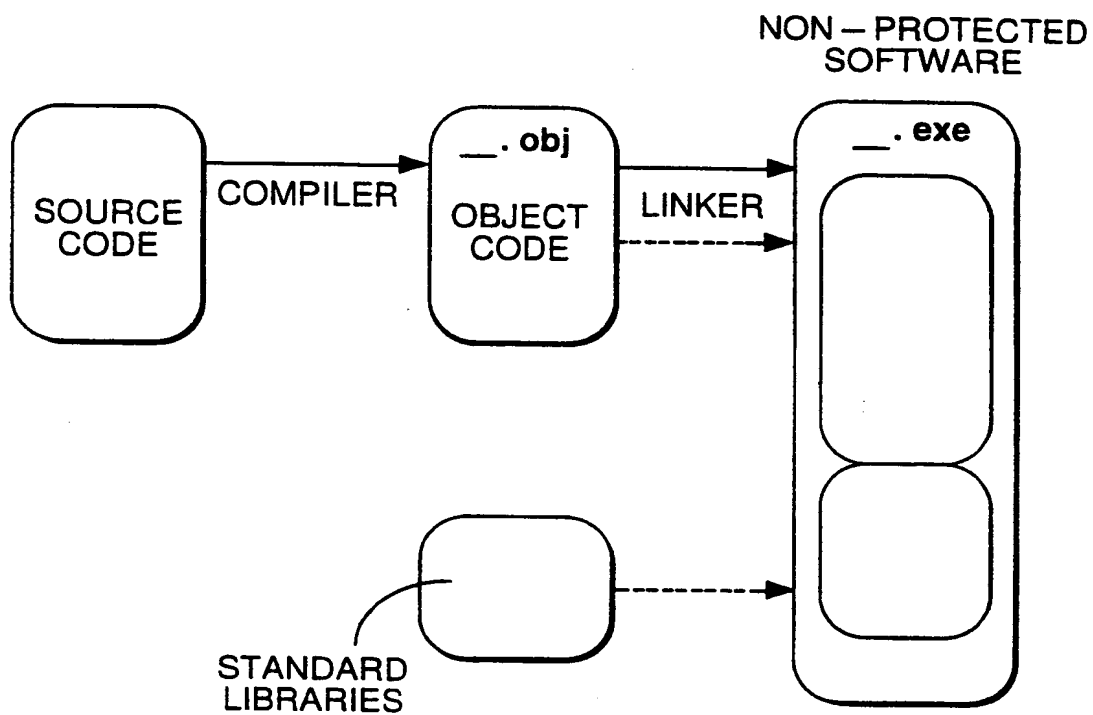 NON – PROTECTED
SOFTWARE
SOURCE
CODE
COMPILER
__. obj
OBJECT
CODE
LINKER
__. exe
STANDARD
LIBRARIES